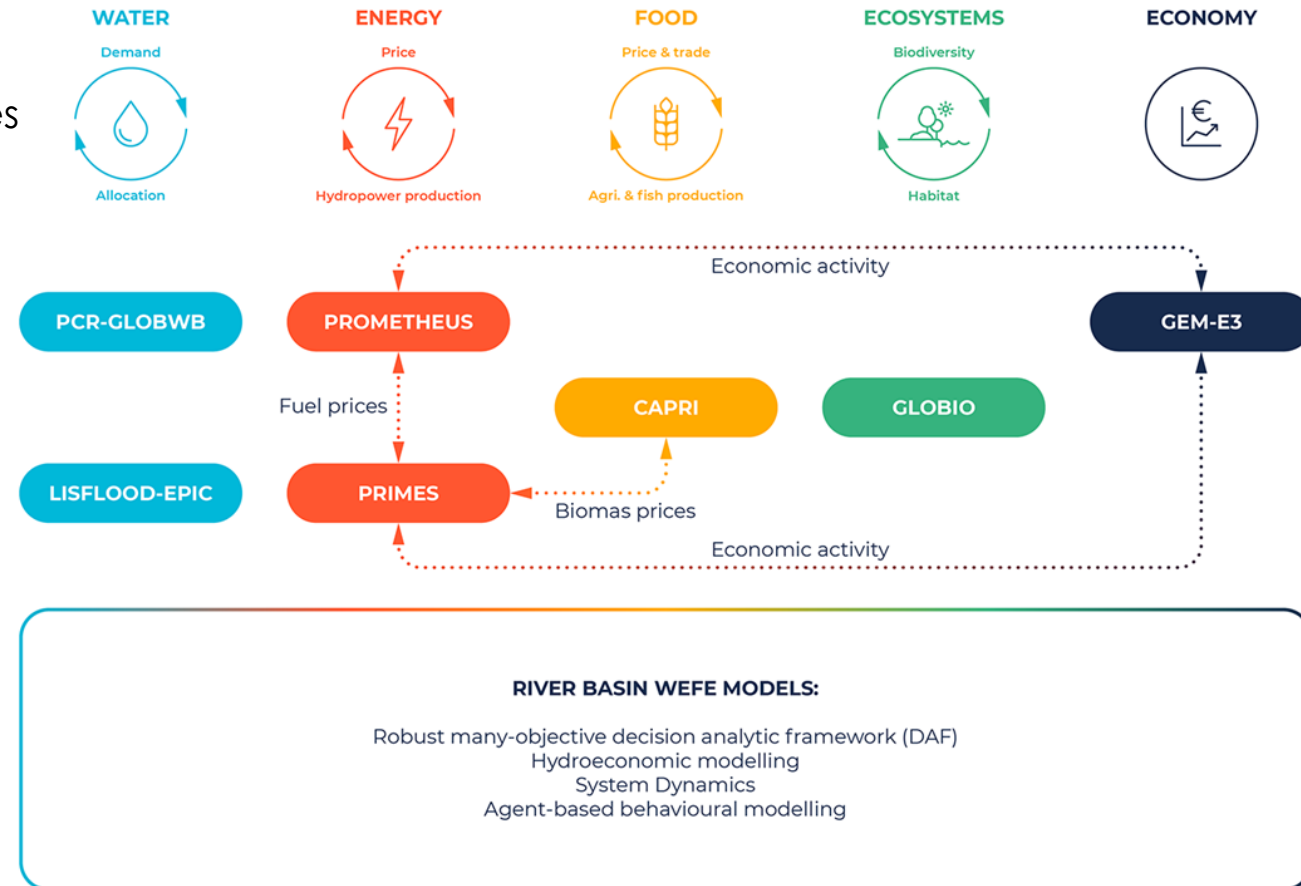 WATER
ENERGY
FOOD
ECOSYSTEMS
ECONOMY
Demand
Price
Price & trade
Biodiversity
es
€
Allocation
Hydropower production
Agri. & fish production
Habitat
Economic activity
PCR-GLOBWB
PROMETHEUS
GEM-E3
Fuel prices
CAPRI
GLOBIO
LISFLOOD-EPIC
PRIMES
Biomas prices
Economic activity
RIVER BASIN WEFE MODELS:
Robust many-objective decision analytic framework (DAF)
Hydroeconomic modelling
System Dynamics
Agent-based behavioural modelling